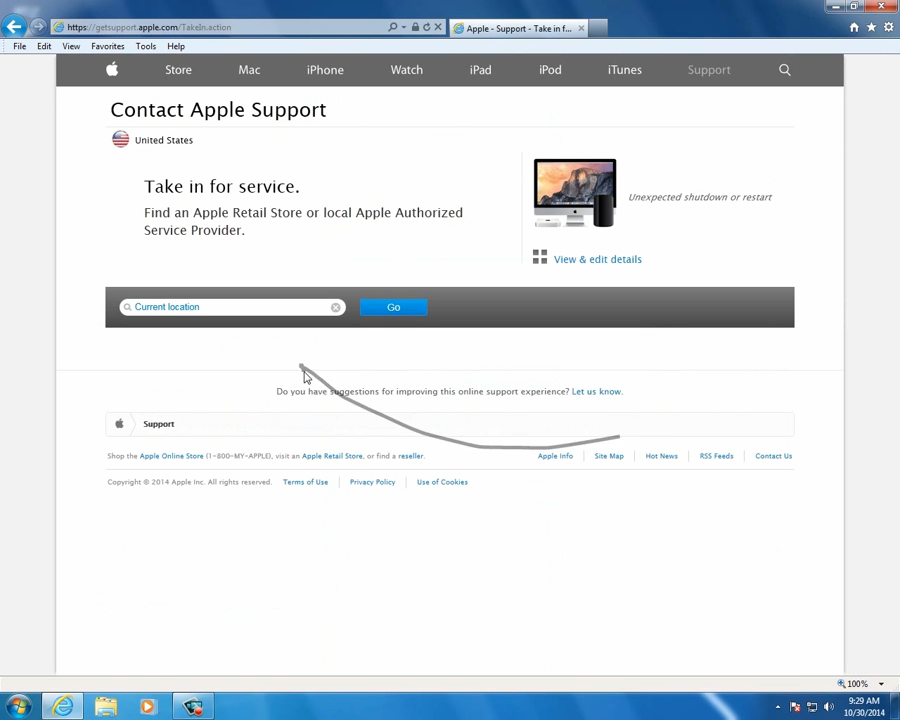 https://getsupport.apple.com/TakeIn.action
Apple - Support - Take in f...
File Edit View Favorites Tools Help
Store Mac iPhone Watch iPad iPod iTunes Support
Contact Apple Support
United States
Take in for service.
Find an Apple Retail Store or local Apple Authorized
Service Provider.
Unexpected shutdown or restart
View & edit details
Current location
Go
Do you have suggestions for improving this online support experience? Let us know.
Support
Shop the Apple Online Store (1-800-MY-APPLE), visit an Apple Retail Store, or find a reseller.
Apple Info Site Map Hot News RSS Feeds Contact Us
Copyright © 2014 Apple Inc. All rights reserved. Terms of Use Privacy Policy Use of Cookies
100%
9:29 AM
10/30/2014